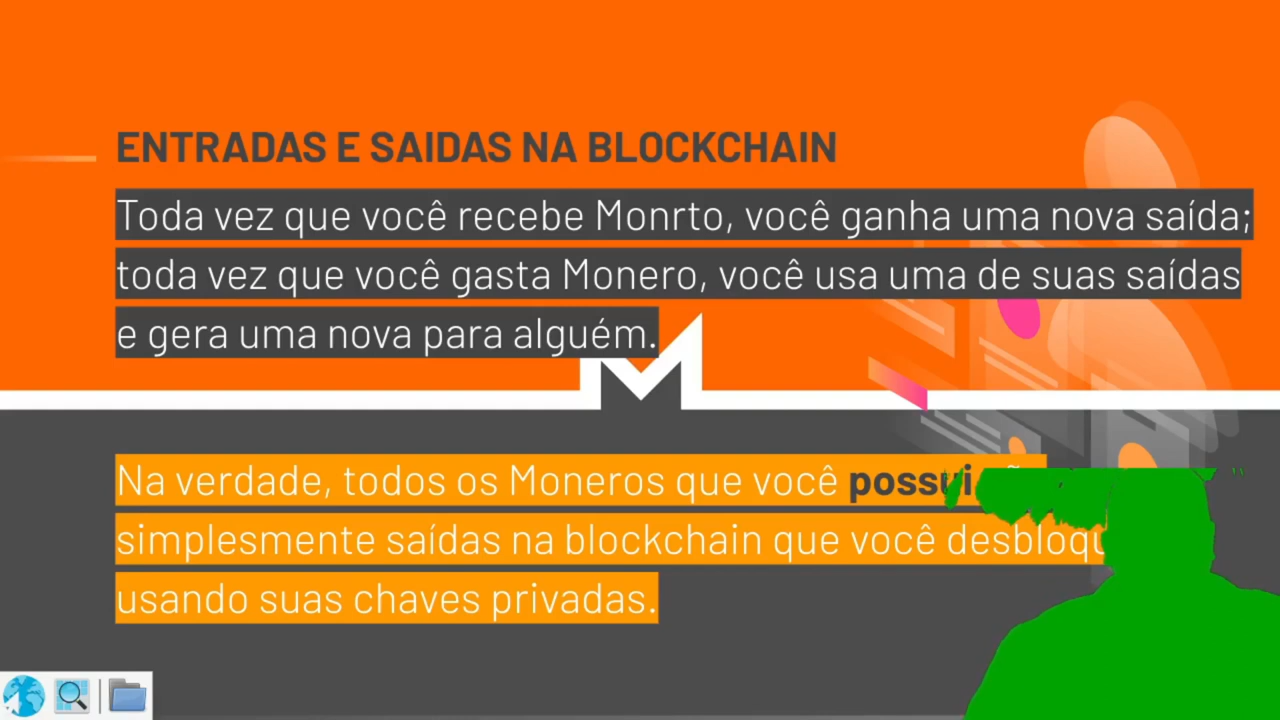 ENTRADAS E SAIDAS NA BLOCKCHAIN
Toda vez que você recebe Monrto, você ganha uma nova saída;
toda vez que você gasta Monero, você usa uma de suas saídas
e gera uma nova para alguém.
Na verdade, todos os Moneros que você possui
simplesmente saídas na blockchain que você
usando suas chaves privadas.